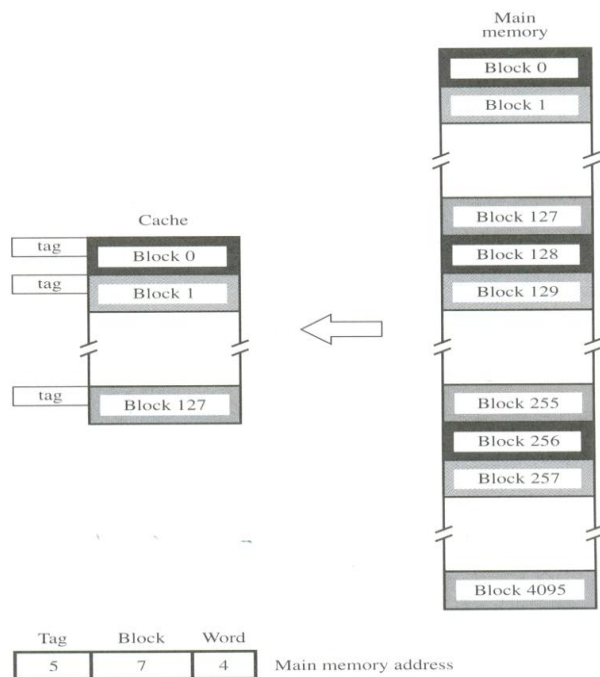 Main
memory
Block 0
Block 1
Block 127
Block 128
Block 129
Block 255
Block 256
Block 257
Block 4095
Cache
tag
Block 0
tag
Block 1
tag
Block 127
Tag Block Word
5 7 4 Main memory address